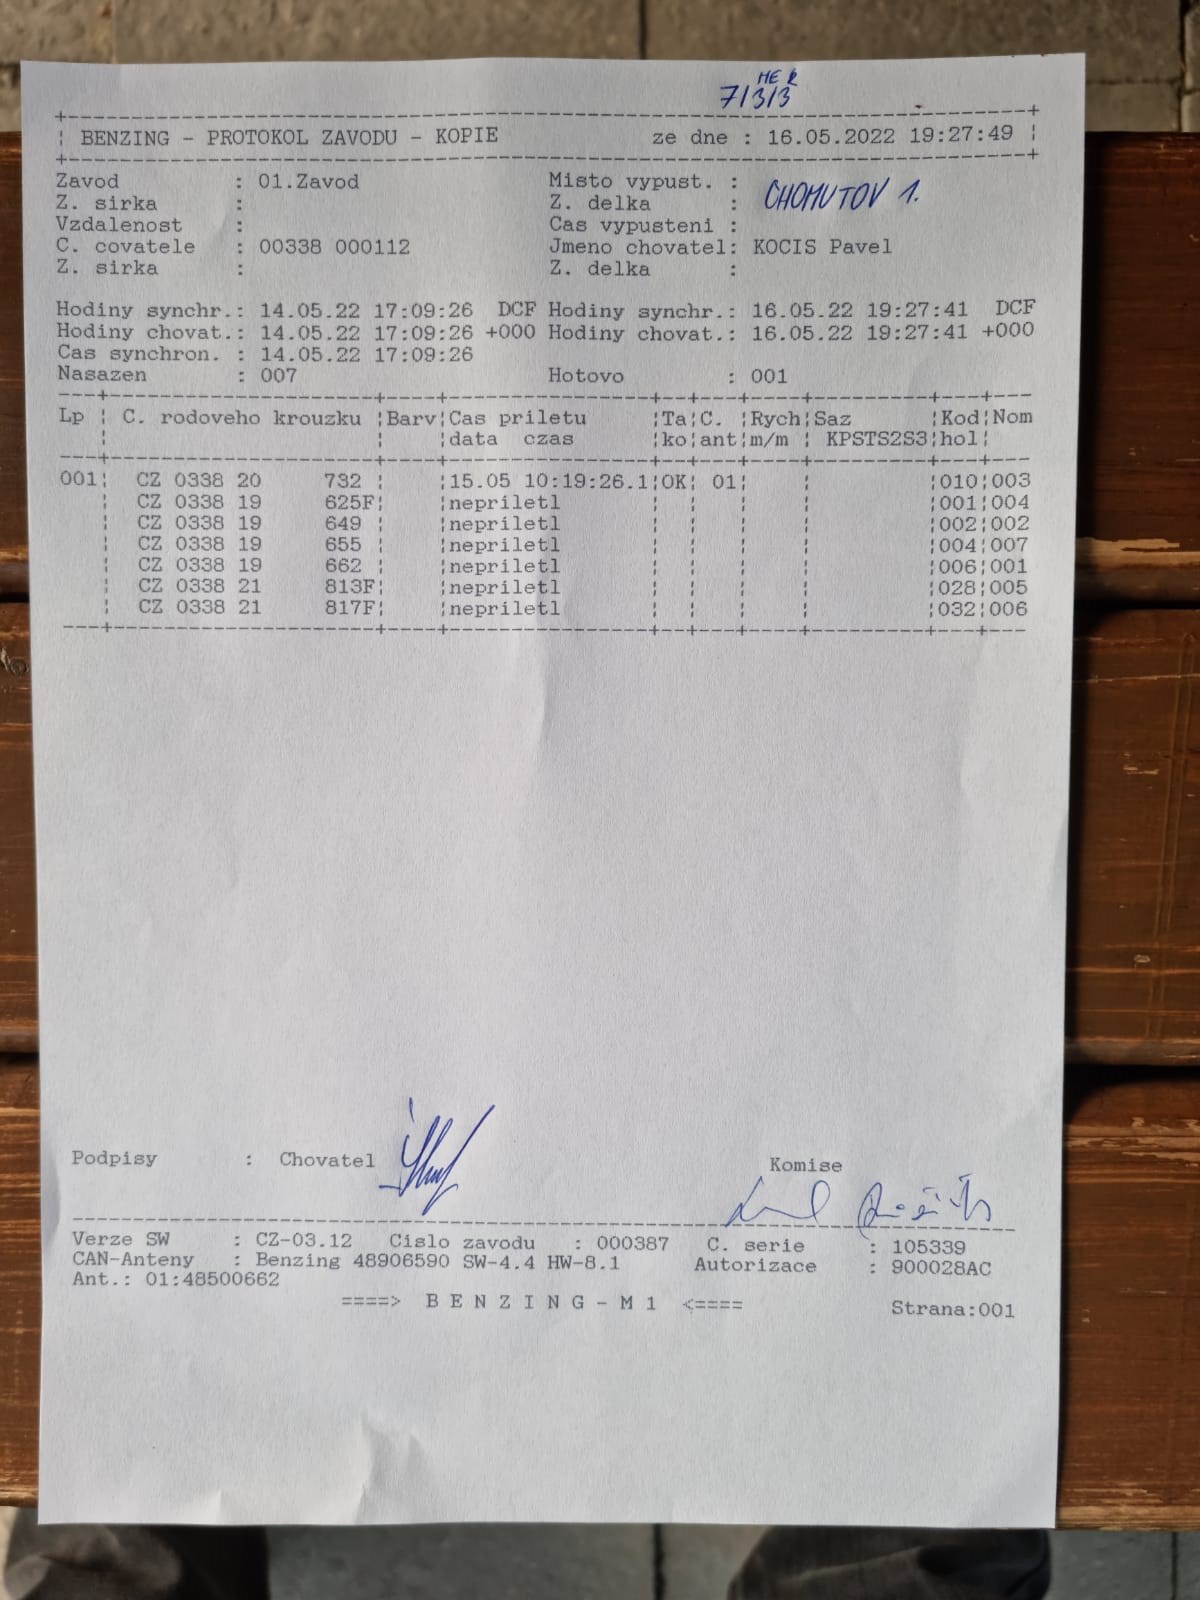 HE R
7/3/3
BENZING - PROTOKOL ZAVODU - KOPIE ze dne : 16.05.2022 19:27:49
Zavod : 01.Zavod Misto vypust. : CHOMUTOV 1.
Z. sirka : Z. delka :
Vzdalenost : Cas vypusteni :
C. covatele : 00338 000112 Jmeno chovatel: KOCIS Pavel
Z. sirka : Z. delka :
Hodiny synchr.: 14.05.22 17:09:26 DCF Hodiny synchr.: 16.05.22 19:27:41 DCF
Hodiny chovat.: 14.05.22 17:09:26 +000 Hodiny chovat.: 16.05.22 19:27:41 +000
Cas synchron. : 14.05.22 17:09:26
Nasazen : 007 Hotovo : 001
Lp ¦ C. rodoveho krouzku ¦Barv¦Cas priletu ¦Ta¦C. ¦Rych¦Saz ¦Kod¦Nom
¦ ¦ ¦data czas ¦ko¦ant¦m/m ¦ KPSTS2S3¦hol¦
001¦ CZ 0338 20 732 ¦ ¦15.05 10:19:26.1¦OK¦ 01¦ ¦ ¦010¦003
¦ CZ 0338 19 625F¦ ¦nepriletl ¦ ¦ ¦ ¦ ¦001¦004
¦ CZ 0338 19 649 ¦ ¦nepriletl ¦ ¦ ¦ ¦ ¦002¦002
¦ CZ 0338 19 655 ¦ ¦nepriletl ¦ ¦ ¦ ¦ ¦004¦007
¦ CZ 0338 19 662 ¦ ¦nepriletl ¦ ¦ ¦ ¦ ¦006¦001
¦ CZ 0338 21 813F¦ ¦nepriletl ¦ ¦ ¦ ¦ ¦028¦005
¦ CZ 0338 21 817F¦ ¦nepriletl ¦ ¦ ¦ ¦ ¦032¦006
Podpisy : Chovatel Komise
Verze SW : CZ-03.12 Cislo zavodu : 000387 C. serie : 105339
CAN-Anteny : Benzing 48906590 SW-4.4 HW-8.1 Autorizace : 900028AC
Ant.: 01:48500662
====> B E N Z I N G - M 1 <==== Strana:001